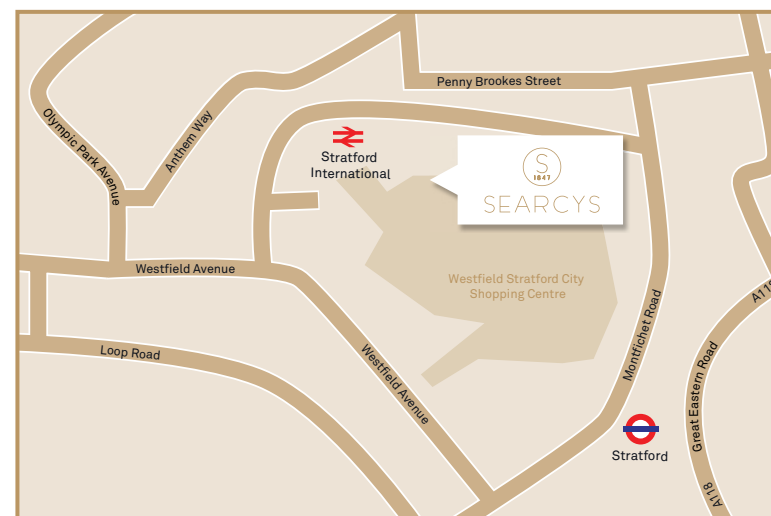 Penny Brookes Street
Olympic Park Avenue
Anthem Way
Stratford
International
S
1847
SEARCYS
Westfield Avenue
Westfield Stratford City
Shopping Centre
Loop Road
Westfield Avenue
Montfichet Road
A118
Great Eastern Road
Stratford
A118